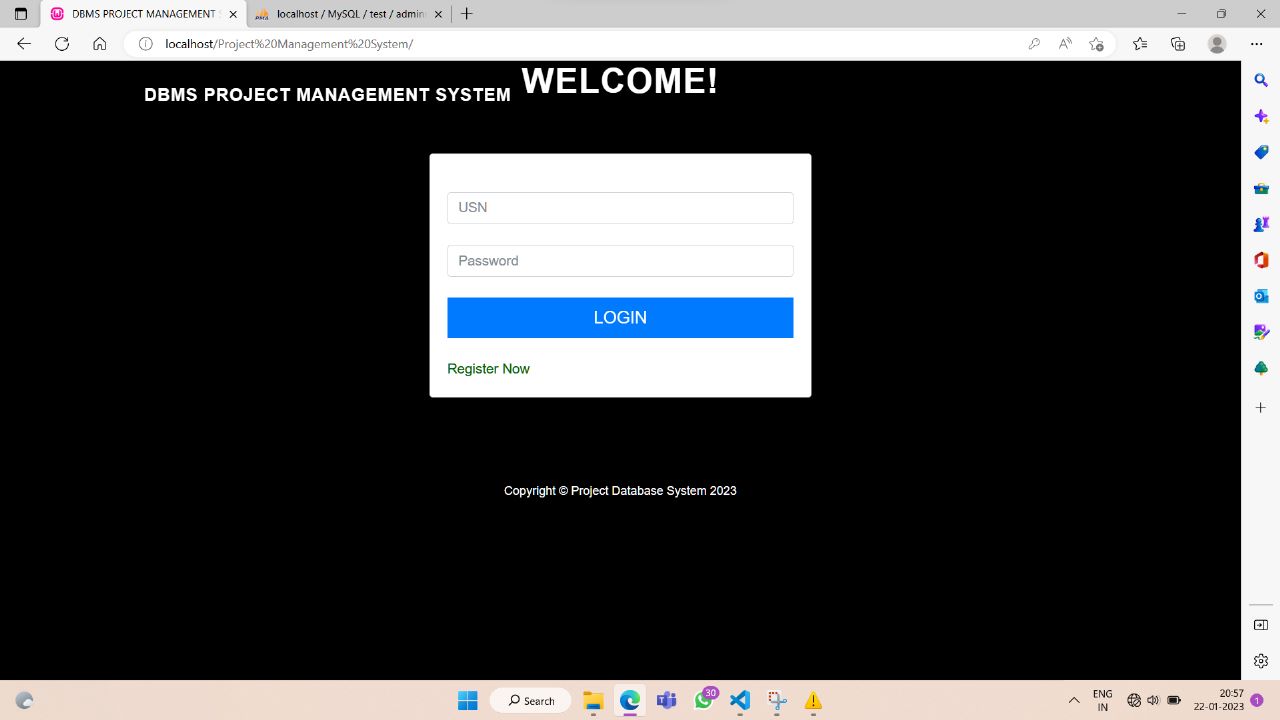 DBMS PROJECT MANAGEMENT S
localhost / MySQL / test / admin
localhost/Project%20Management%20System/
DBMS PROJECT MANAGEMENT SYSTEM WELCOME!
USN
Password
LOGIN
Register Now
Copyright © Project Database System 2023
Search
30
ENG
IN
20:57
22-01-2023
1